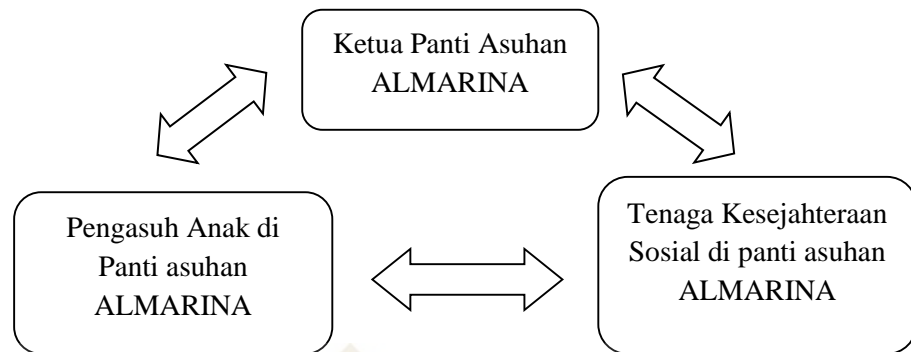 Ketua Panti Asuhan
ALMARINA
Pengasuh Anak di
Panti asuhan
ALMARINA
Tenaga Kesejahteraan
Sosial di panti asuhan
ALMARINA